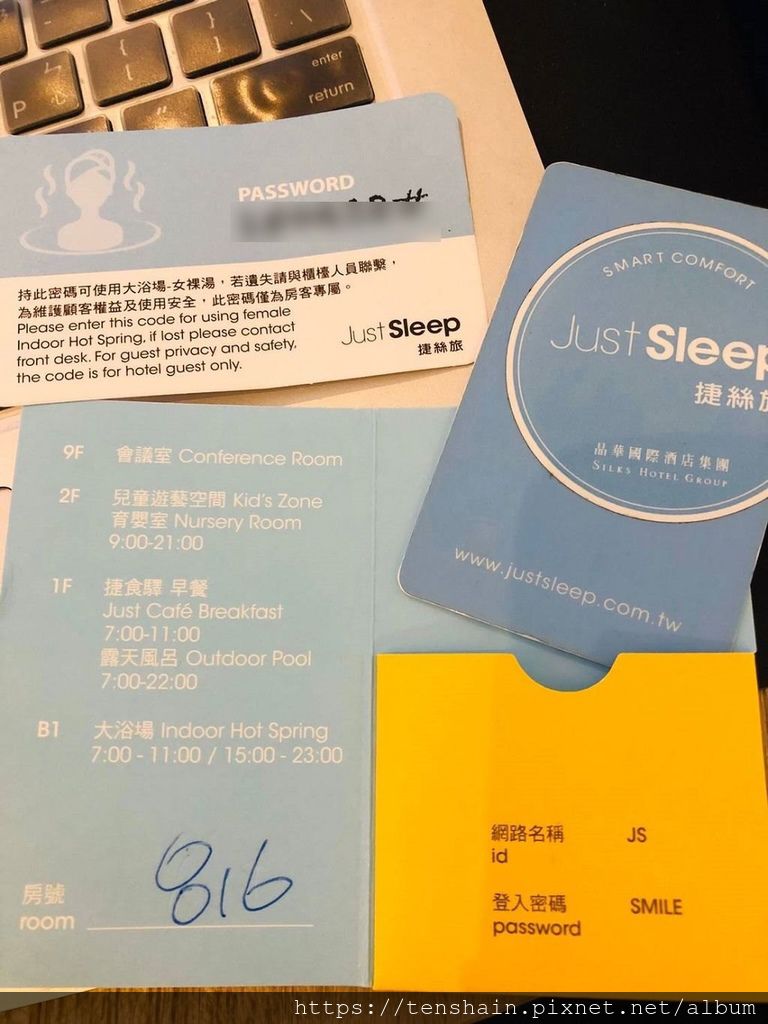 {
[
}
]
enter
return
P
ㄣ
心
PASSWORD
持此密碼可使用大浴場-女裸湯，若遺失請與櫃檯人員聯繫，
為維護顧客權益及使用安全，此密碼僅為房客專屬。
Please enter this code for using female
Indoor Hot Spring, if lost please contact
front desk. For guest privacy and safety,
the code is for hotel guest only.
Just Sleep
捷絲旅
SMART COMFORT
Just Sleep
捷絲旅
晶華國際酒店集團
SILKS HOTEL GROUP
www.justsleep.com.tw
9F 會議室 Conference Room
2F 兒童遊藝空間 Kid's Zone
育嬰室 Nursery Room
9:00-21:00
1F 捷食驛 早餐
Just Café Breakfast
7:00-11:00
露天風呂 Outdoor Pool
7:00-22:00
B1 大浴場 Indoor Hot Spring
7:00 - 11:00 / 15:00 - 23:00
房號
room 816
網路名稱 JS
id
登入密碼 SMILE
password
https://tenshain.pixnet.net/album